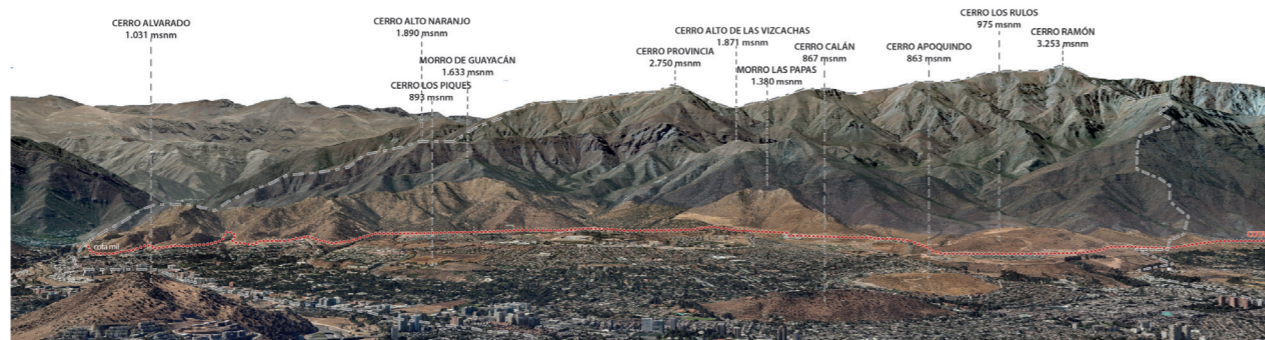 CERRO ALVARADO
1.031 msnm
CERRO ALTO NARANJO
1.890 msnm
MORRO DE GUAYACÁN
1.633 msnm
CERRO LOS PIQUES
893 msnm
CERRO PROVINCIA
2.750 msnm
CERRO ALTO DE LAS VIZCACHAS
1.871 msnm
MORRO LAS PAPAS
1.380 msnm
CERRO CALÁN
867 msnm
CERRO APOQUINDO
863 msnm
CERRO LOS RULOS
975 msnm
CERRO RAMÓN
3.253 msnm
cota mil